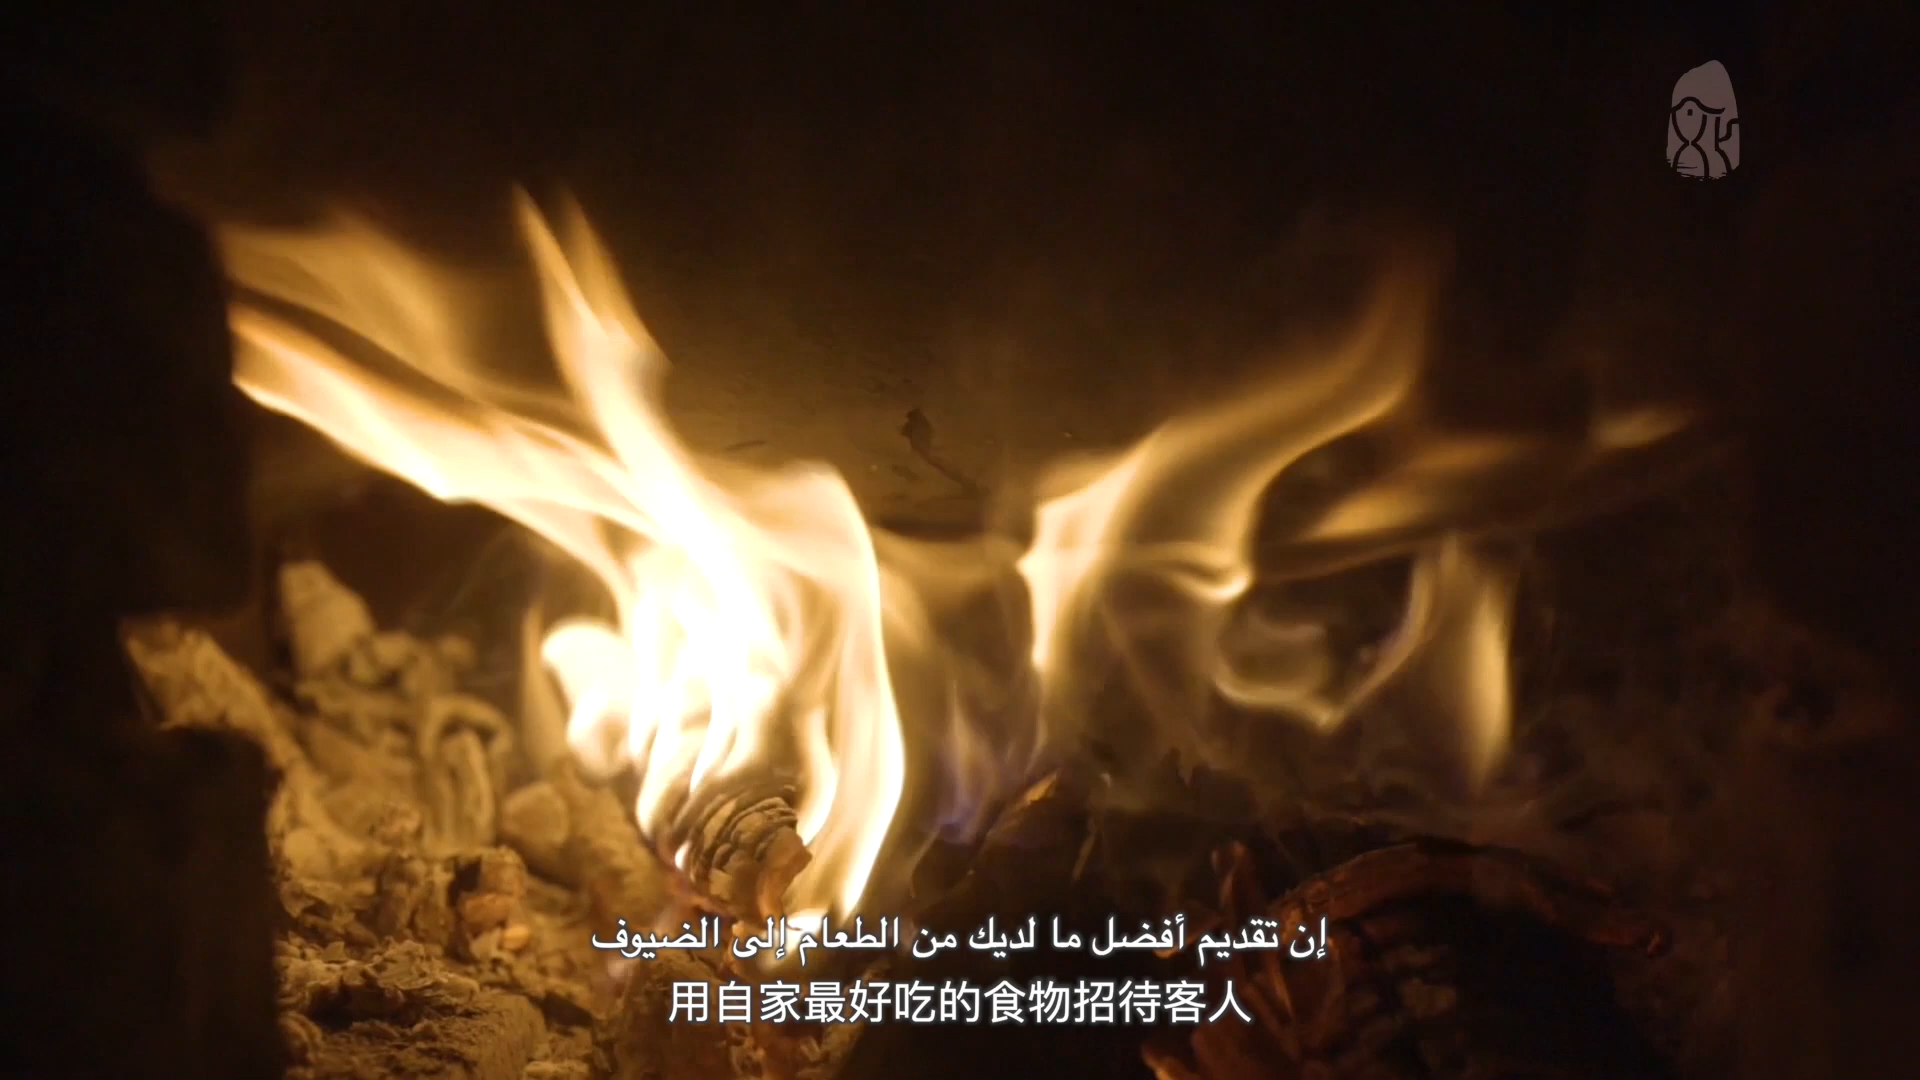 إن تقديم أفضل ما لديك من الطعام إلى الضيوف
用自家最好吃的食物招待客人